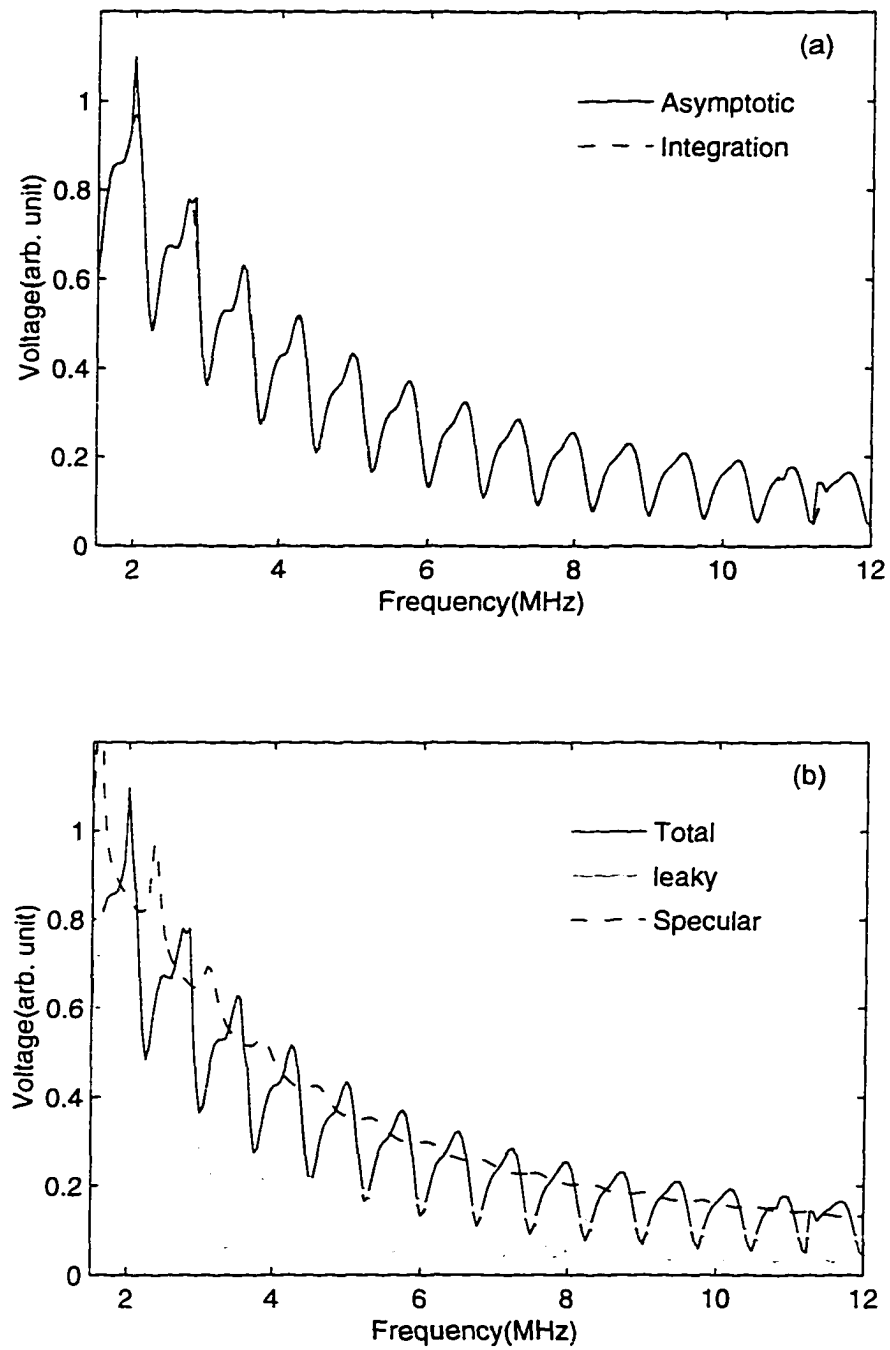 (a)
Asymptotic
Integration
Voltage(arb. unit)
1
0.8
0.6
0.4
0.2
0
2
4
6
8
10
12
Frequency(MHz)
(b)
Total
leaky
Specular
Voltage(arb. unit)
1
0.8
0.6
0.4
0.2
0
2
4
6
8
10
12
Frequency(MHz)